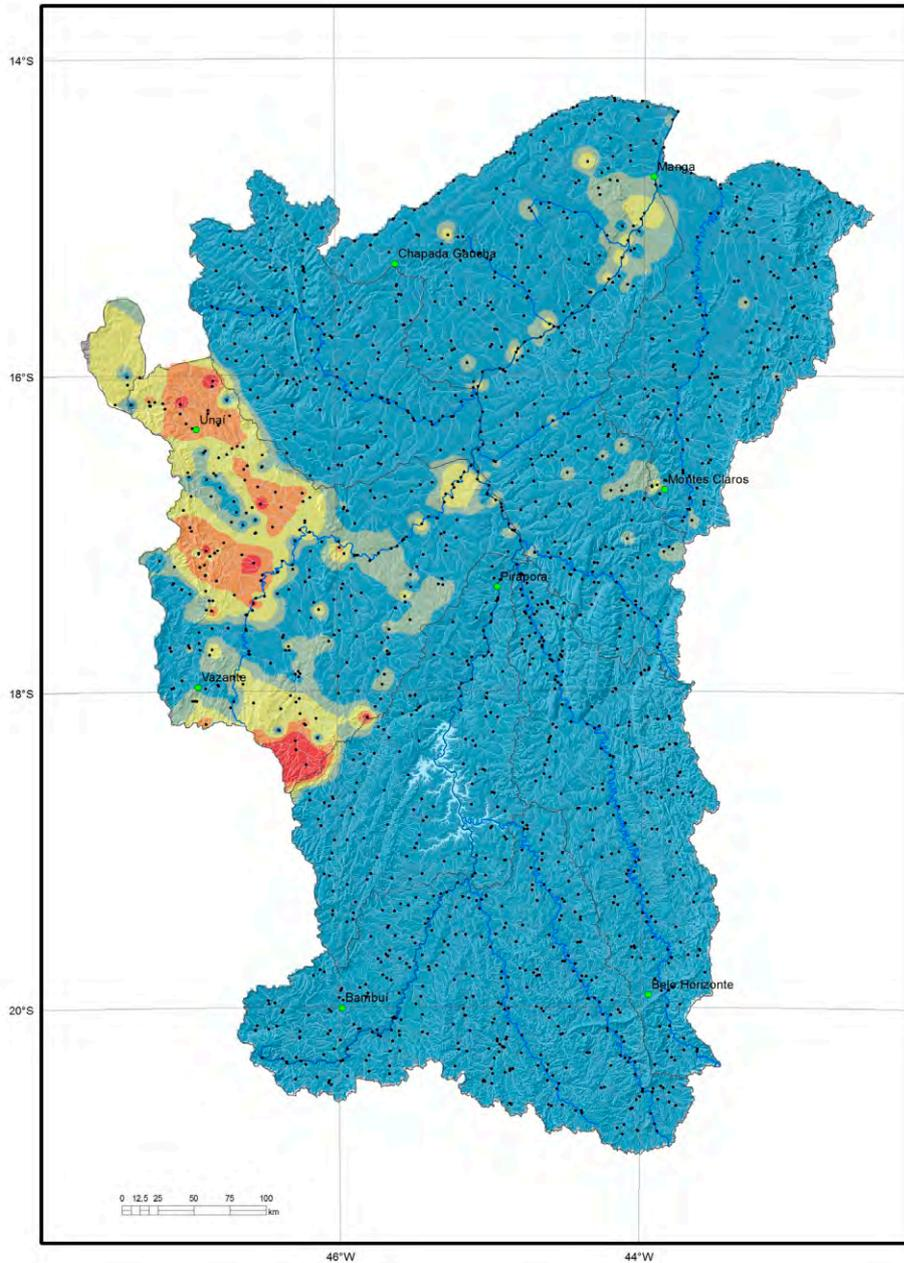 14°S
Manga
Chapada Gaúcha
16°S
Unaí
Montes Claros
Pirapora
18°S
Vazante
Belo Horizonte
Bambuí
20°S
0 12,5 25 50 75 100
km
46°W 44°W